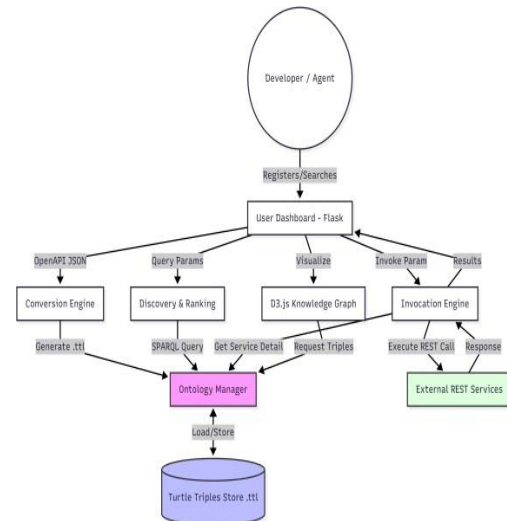 Developer / Agent
Registers/Searches
User Dashboard - Flask
OpenAPI JSON
Query Params
Visualize
Invoke Param
Results
Conversion Engine
Discovery & Ranking
D3.js Knowledge Graph
Invocation Engine
Generate .ttl
SPARQL Query
Get Service Detail
Request Triples
Execute REST Call
Response
Ontology Manager
External REST Services
Load/Store
Turtle Triples Store .ttl